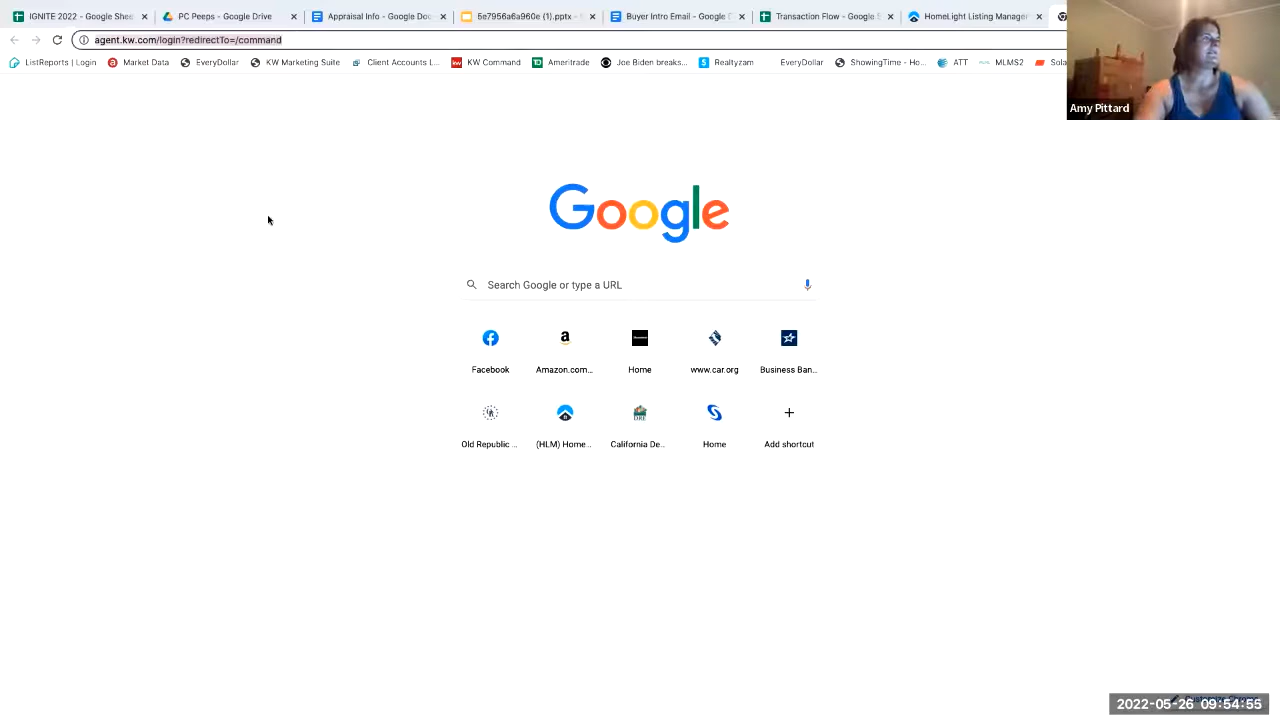 IGNITE 2022 - Google Shee
PC Peeps - Google Drive
Appraisal Info - Google Doc
5e7956a6a960e (1).pptx -
Buyer Intro Email - Google D
Transaction Flow - Google S
HomeLight Listing Manager
agent.kw.com/login?redirectTo=/command
ListReports | Login
Market Data
EveryDollar
KW Marketing Suite
Client Accounts L...
KW Command
Ameritrade
Joe Biden breaks...
Realtyzam
EveryDollar
ShowingTime - Ho...
ATT
MLMS2
Sola
Amy Pittard
Google
Search Google or type a URL
Facebook
Amazon.com...
Home
www.car.org
Business Ban...
Old Republic ...
(HLM) Home...
California De...
Home
Add shortcut
2022-05-26 09:54:55